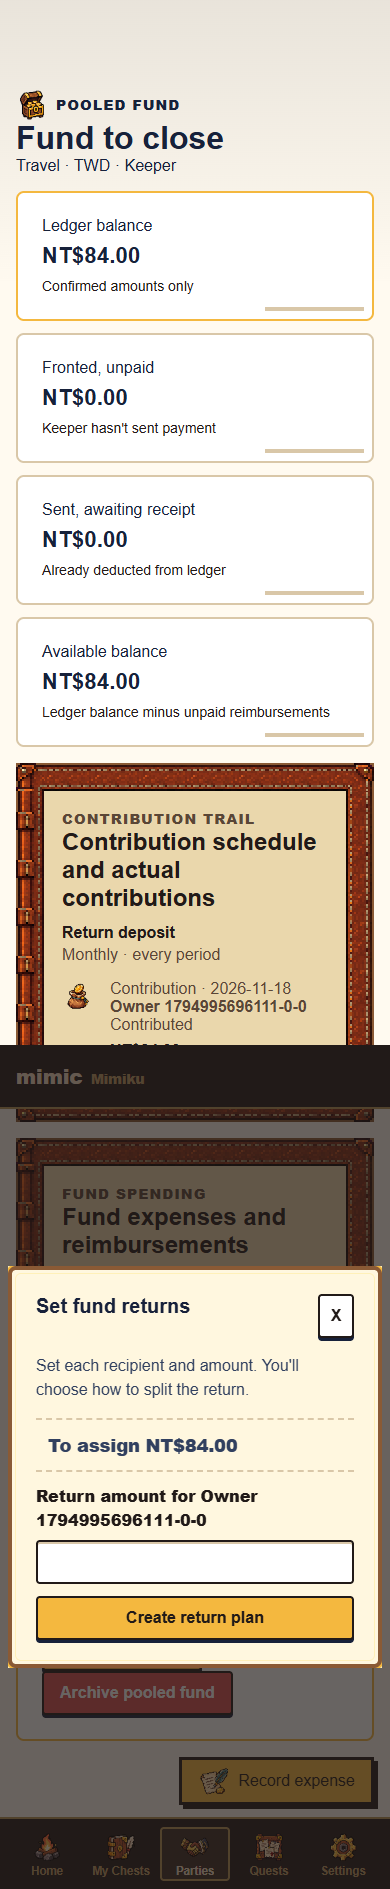 POOLED FUND
Fund to close
Travel · TWD · Keeper
Ledger balance
NT$84.00
Confirmed amounts only
Fronted, unpaid
NT$0.00
Keeper hasn't sent payment
Sent, awaiting receipt
NT$0.00
Already deducted from ledger
Available balance
NT$84.00
Ledger balance minus unpaid reimbursements
CONTRIBUTION TRAIL
Contribution schedule
and actual
contributions
Return deposit
Monthly · every period
Contribution · 2026-11-18
Owner 1794995696111-0-0
Contributed
mimic Mimiku
FUND SPENDING
Fund expenses and
reimbursements
Set fund returns
X
Set each recipient and amount. You'll
choose how to split the return.
To assign NT$84.00
Return amount for Owner
1794995696111-0-0
Create return plan
Archive pooled fund
Record expense
Home
My Chests
Parties
Quests
Settings